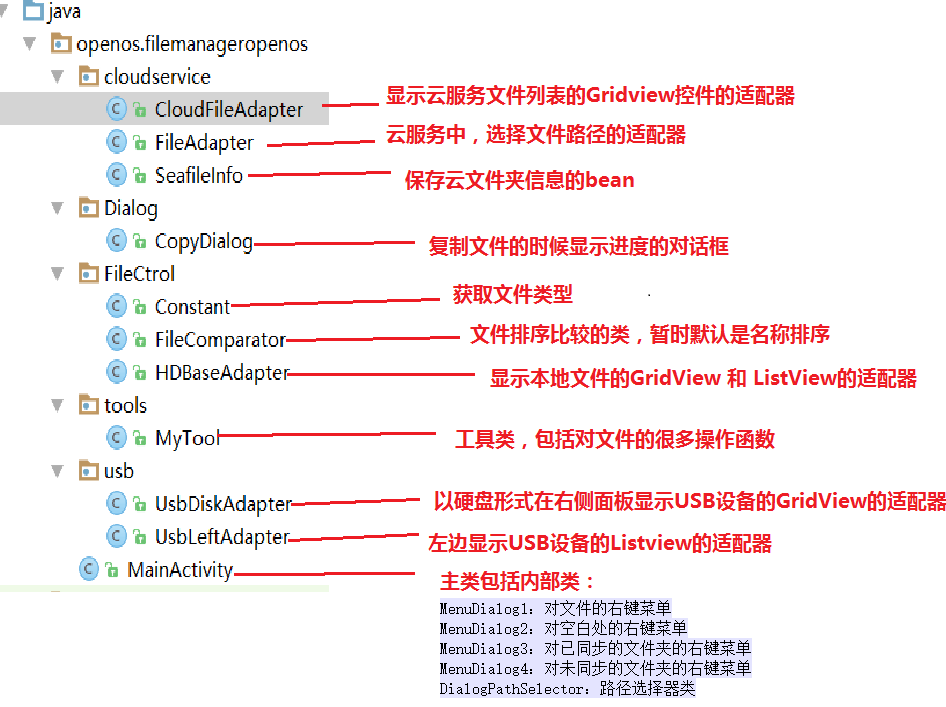 java
openos.filemanageropenos
cloudservice
CloudFileAdapter 显示云服务文件列表的Gridview控件的适配器
FileAdapter 云服务中，选择文件路径的适配器
SeafileInfo 保存云文件夹信息的bean
Dialog
CopyDialog 复制文件的时候显示进度的对话框
FileCtrol
Constant 获取文件类型
FileComparator 文件排序比较的类，暂时默认是名称排序
HDBaseAdapter 显示本地文件的GridView 和 ListView的适配器
tools
MyTool 工具类，包括对文件的很多操作函数
usb
UsbDiskAdapter 以硬盘形式在右侧面板显示USB设备的GridView的适配器
UsbLeftAdapter 左边显示USB设备的Listview的适配器
MainActivity 主类包括内部类：
MenuDialog1: 对文件的右键菜单
MenuDialog2: 对空白处的右键菜单
MenuDialog3: 对已同步的文件夹的右键菜单
MenuDialog4: 对未同步的文件夹的右键菜单
DialogPathSelector: 路径选择器类